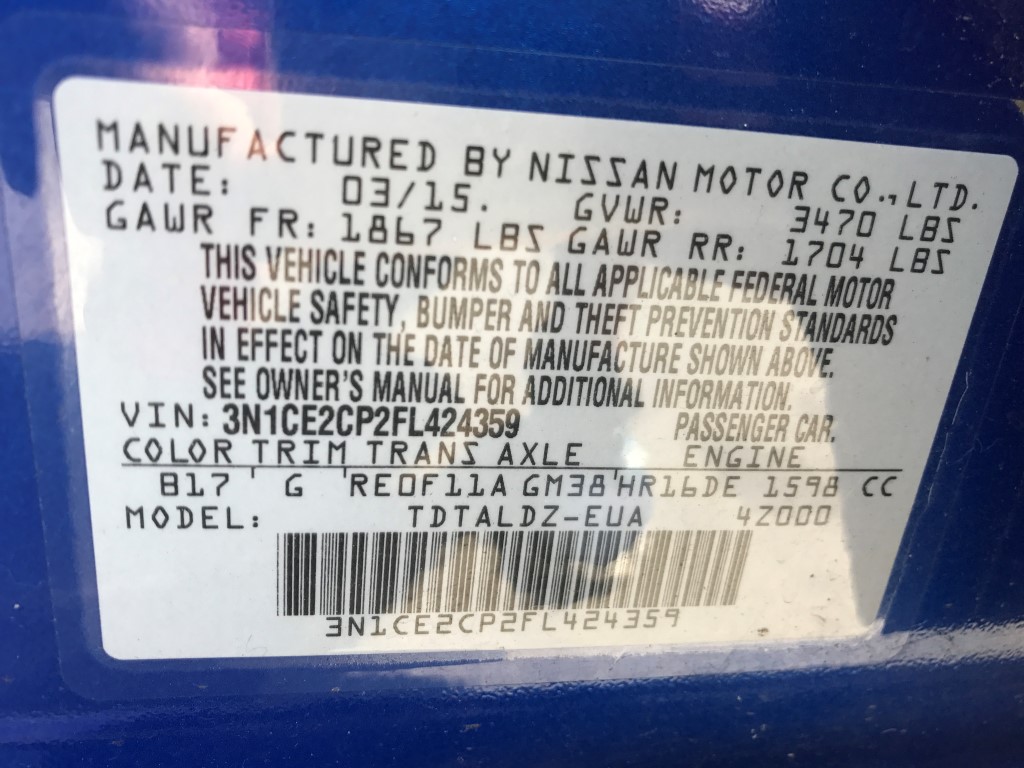 MANUFACTURED BY NISSAN MOTOR CO.,LTD.
DATE: 03/15. GVWR: 3470 LBS
GAWR FR: 1867 LBS GAWR RR: 1704 LBS
THIS VEHICLE CONFORMS TO ALL APPLICABLE FEDERAL MOTOR
VEHICLE SAFETY, BUMPER AND THEFT PREVENTION STANDARDS
IN EFFECT ON THE DATE OF MANUFACTURE SHOWN ABOVE.
SEE OWNER'S MANUAL FOR ADDITIONAL INFORMATION.
VIN: 3N1CE2CP2FL424359 PASSENGER CAR.
COLOR TRIM TRANS AXLE ENGINE
B17 G RE0F11A GM38 HR16DE 1598 CC
MODEL: TDTALDZ-EUA 4Z000
3N1CE2CP2FL424359